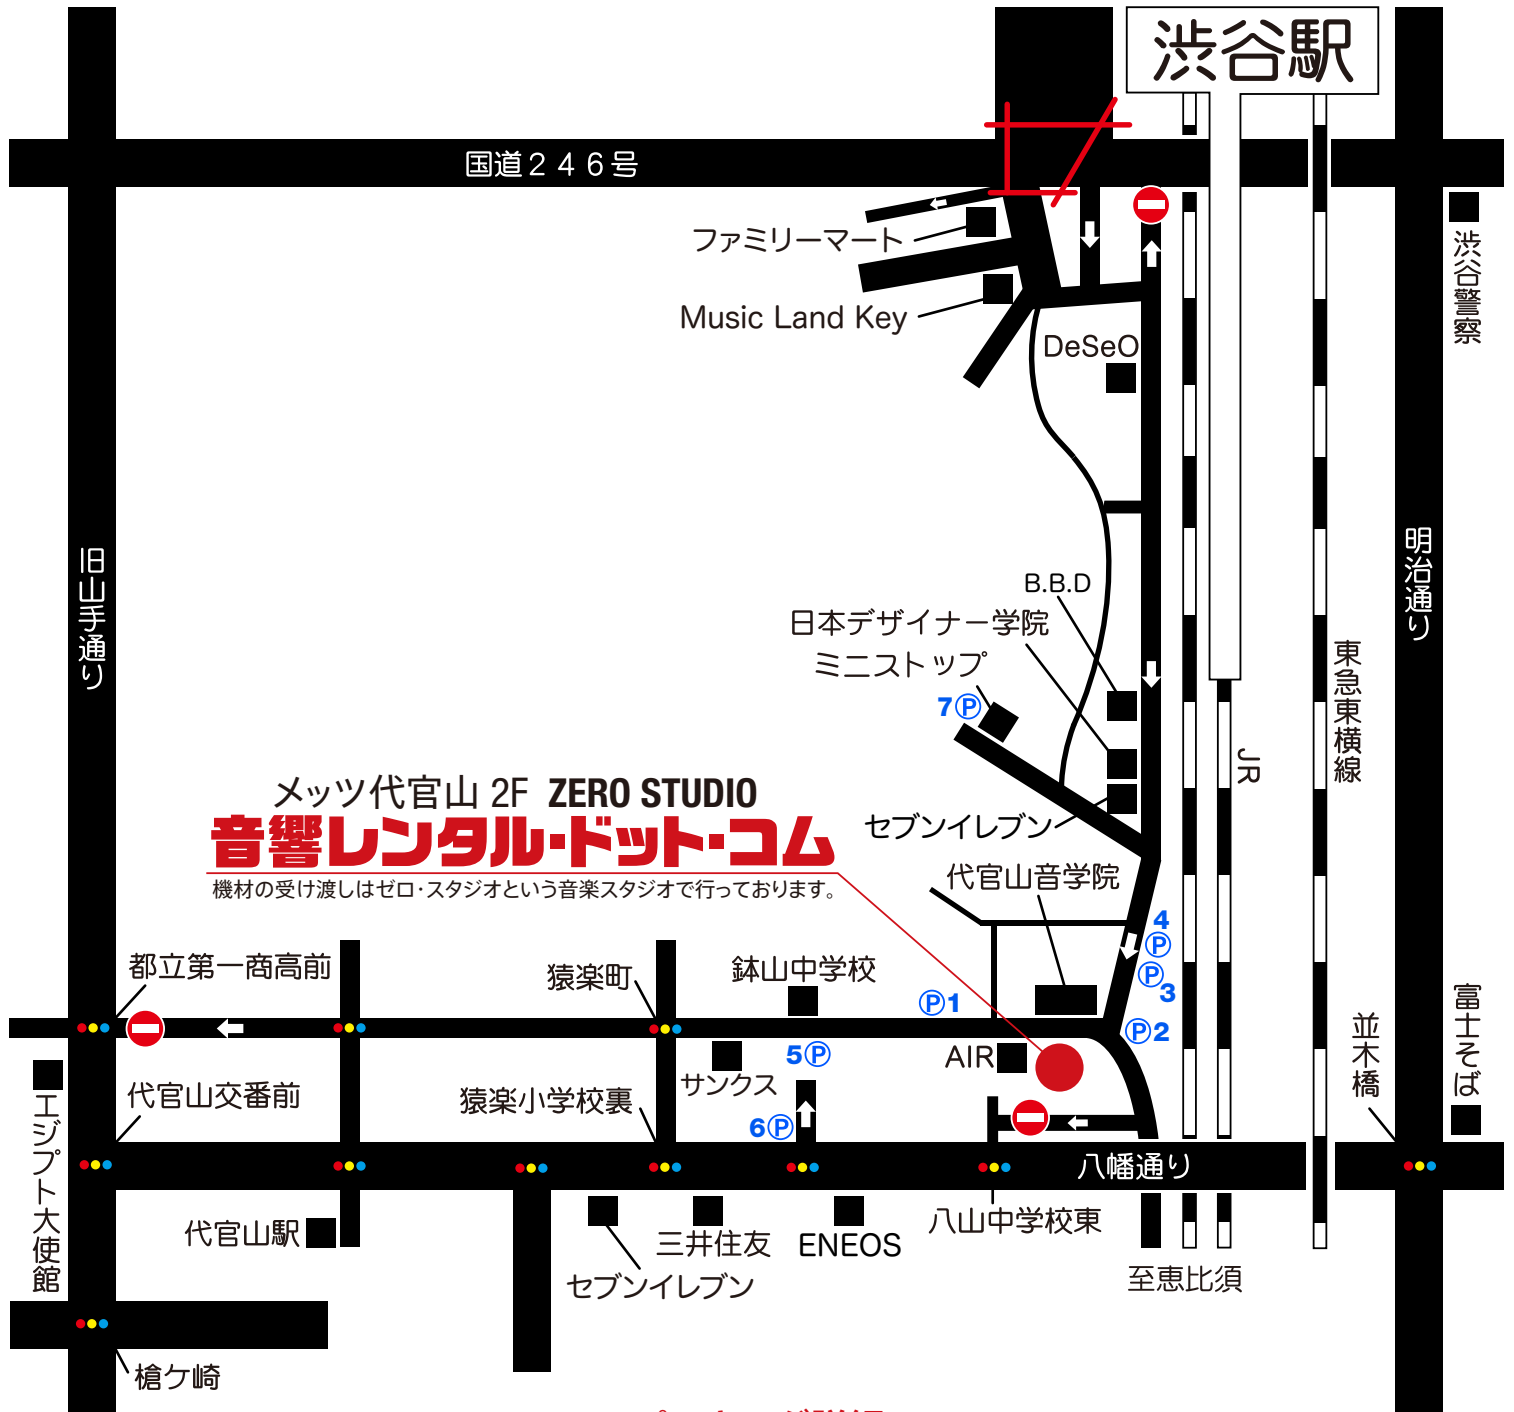 渋谷駅
国道２４６号
ファミリーマート
Music Land Key
渋谷警察
DeSeO
旧山手通り
明治通り
B.B.D
日本デザイナー学院
ミニストップ
7Ⓟ
東急東横線
JR
メッツ代官山 2F ZERO STUDIO
音響レンタル・ドット・コム
機材の受け渡しはゼロ・スタジオという音楽スタジオで行っております。
セブンイレブン
代官山音学院
4
Ⓟ
Ⓟ
3
都立第一商高前
猿楽町
鉢山中学校
Ⓟ1
Ⓟ2
富士そば
並木橋
5Ⓟ
AIR
サンクス
エジプト大使館
代官山交番前
猿楽小学校裏
6Ⓟ
八幡通り
代官山駅
三井住友
ENEOS
八山中学校東
セブンイレブン
至恵比須
槍ケ崎